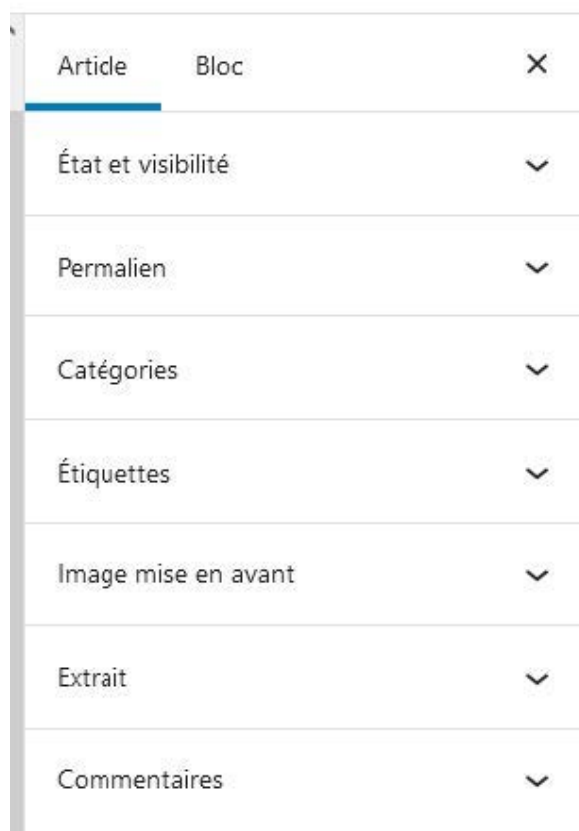 Article Bloc
État et visibilité
Permalien
Catégories
Étiquettes
Image mise en avant
Extrait
Commentaires